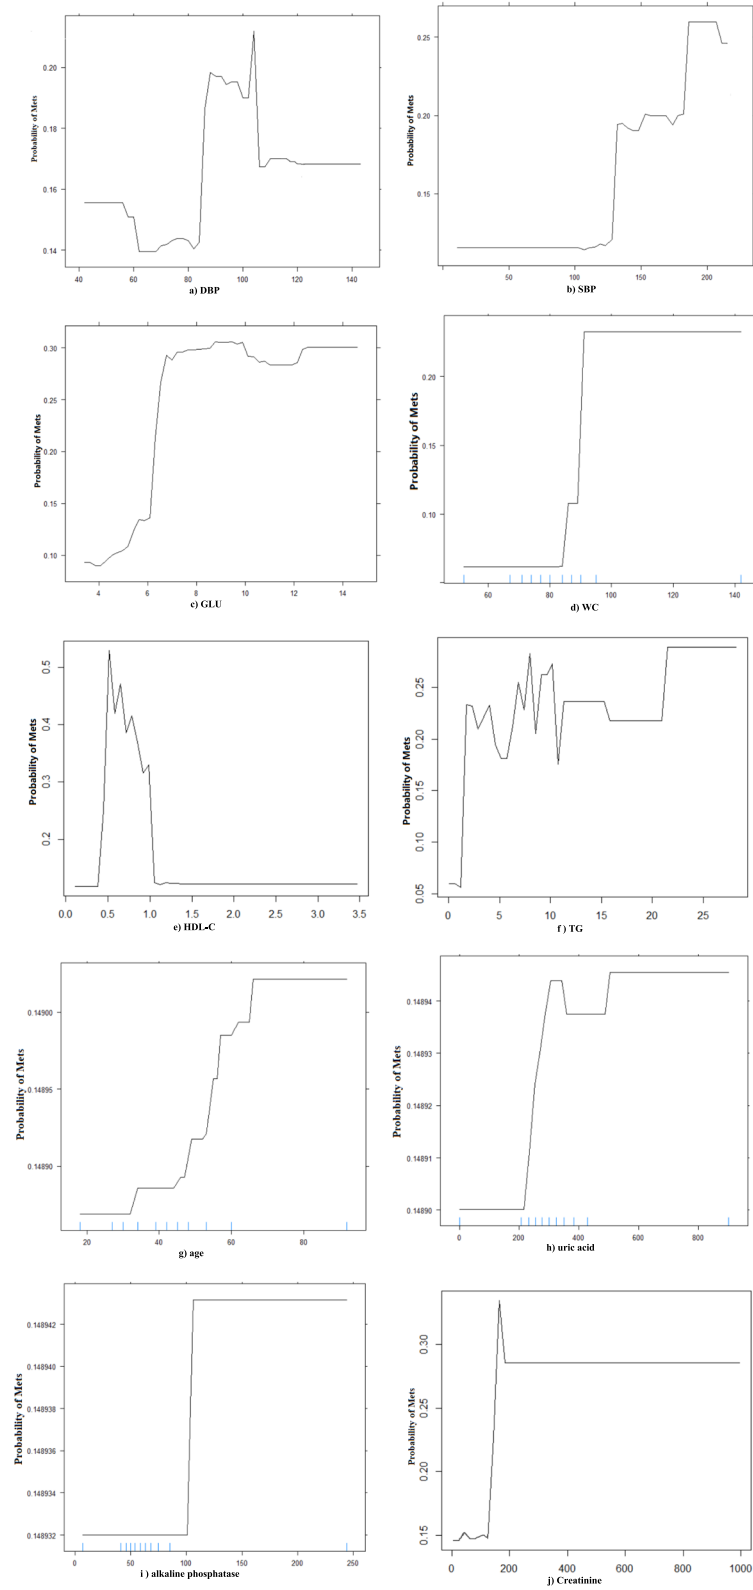 Probability of Mets
0.20
0.18
0.16
0.14
40 60 80 100 120 140
a) DBP
Probability of Mets
0.25
0.20
0.15
50 100 150 200
b) SBP
Probability of Mets
0.30
0.25
0.20
0.15
0.10
4 6 8 10 12 14
c) GLU
Probability of Mets
0.20
0.15
0.10
60 80 100 120 140
d) WC
Probability of Mets
0.5
0.4
0.3
0.2
0.0 0.5 1.0 1.5 2.0 2.5 3.0 3.5
e) HDL-C
Probability of Mets
0.25
0.20
0.15
0.10
0.05
0 5 10 15 20 25
f ) TG
Probability of Mets
0.14900
0.14895
0.14890
20 40 60 80
g) age
Probability of Mets
0.14894
0.14893
0.14892
0.14891
0.14890
0 200 400 600 800
h) uric acid
Probability of Mets
0.148942
0.148940
0.148938
0.148936
0.148934
0.148932
0 50 100 150 200 250
i ) alkaline phosphatase
Probability of Mets
0.30
0.25
0.20
0.15
0 200 400 600 800 1000
j) Creatinine